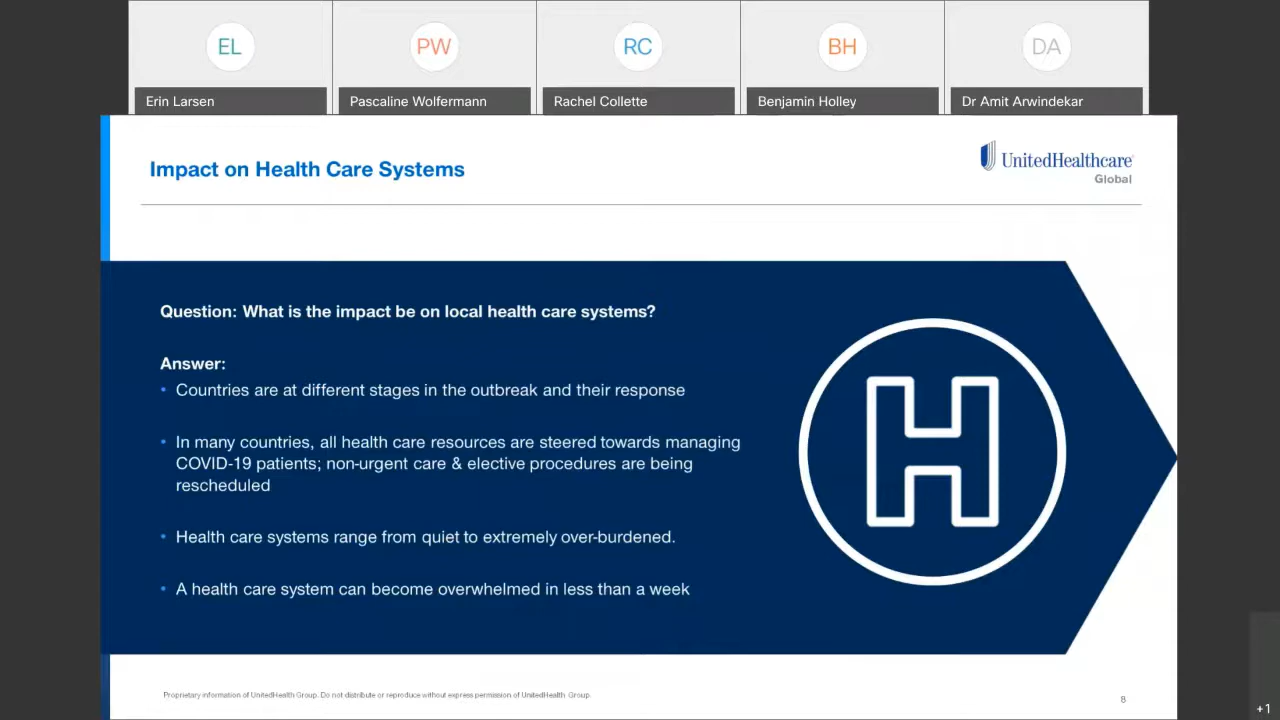 EL
PW
RC
BH
DA
Erin Larsen
Pascaline Wolfermann
Rachel Collette
Benjamin Holley
Dr Amit Arwindekar
Impact on Health Care Systems
UnitedHealthcare
Global
Question: What is the impact be on local health care systems?
Answer:
• Countries are at different stages in the outbreak and their response
• In many countries, all health care resources are steered towards managing
COVID-19 patients; non-urgent care & elective procedures are being
rescheduled
• Health care systems range from quiet to extremely over-burdened.
• A health care system can become overwhelmed in less than a week
H
Proprietary information of UnitedHealth Group. Do not distribute or reproduce without express permission of UnitedHealth Group.
8
+1